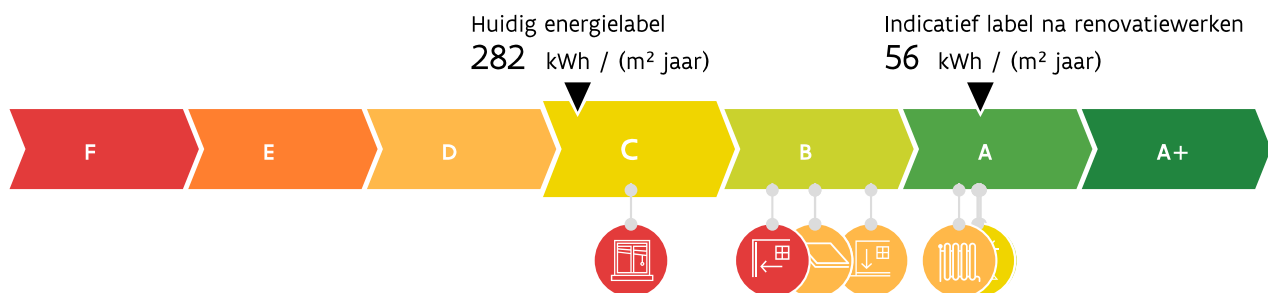 Huidig energielabel
282 kWh / (m² jaar)
Indicatief label na renovatiewerken
56 kWh / (m² jaar)
F E D C B A A+